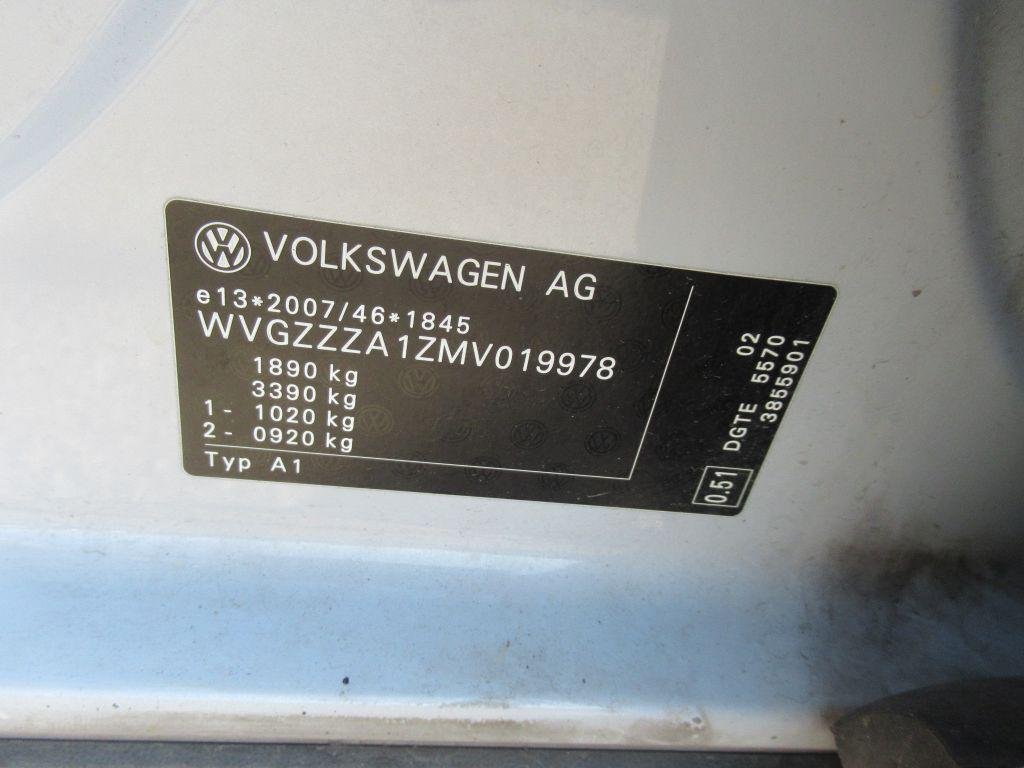 VOLKSWAGEN AG
e13*2007/46*1845
WVGZZZA1ZMV019978
1890 kg
3390 kg
1- 1020 kg
2- 0920 kg
Typ A1
02
DGTE 5570
3855901
0.51